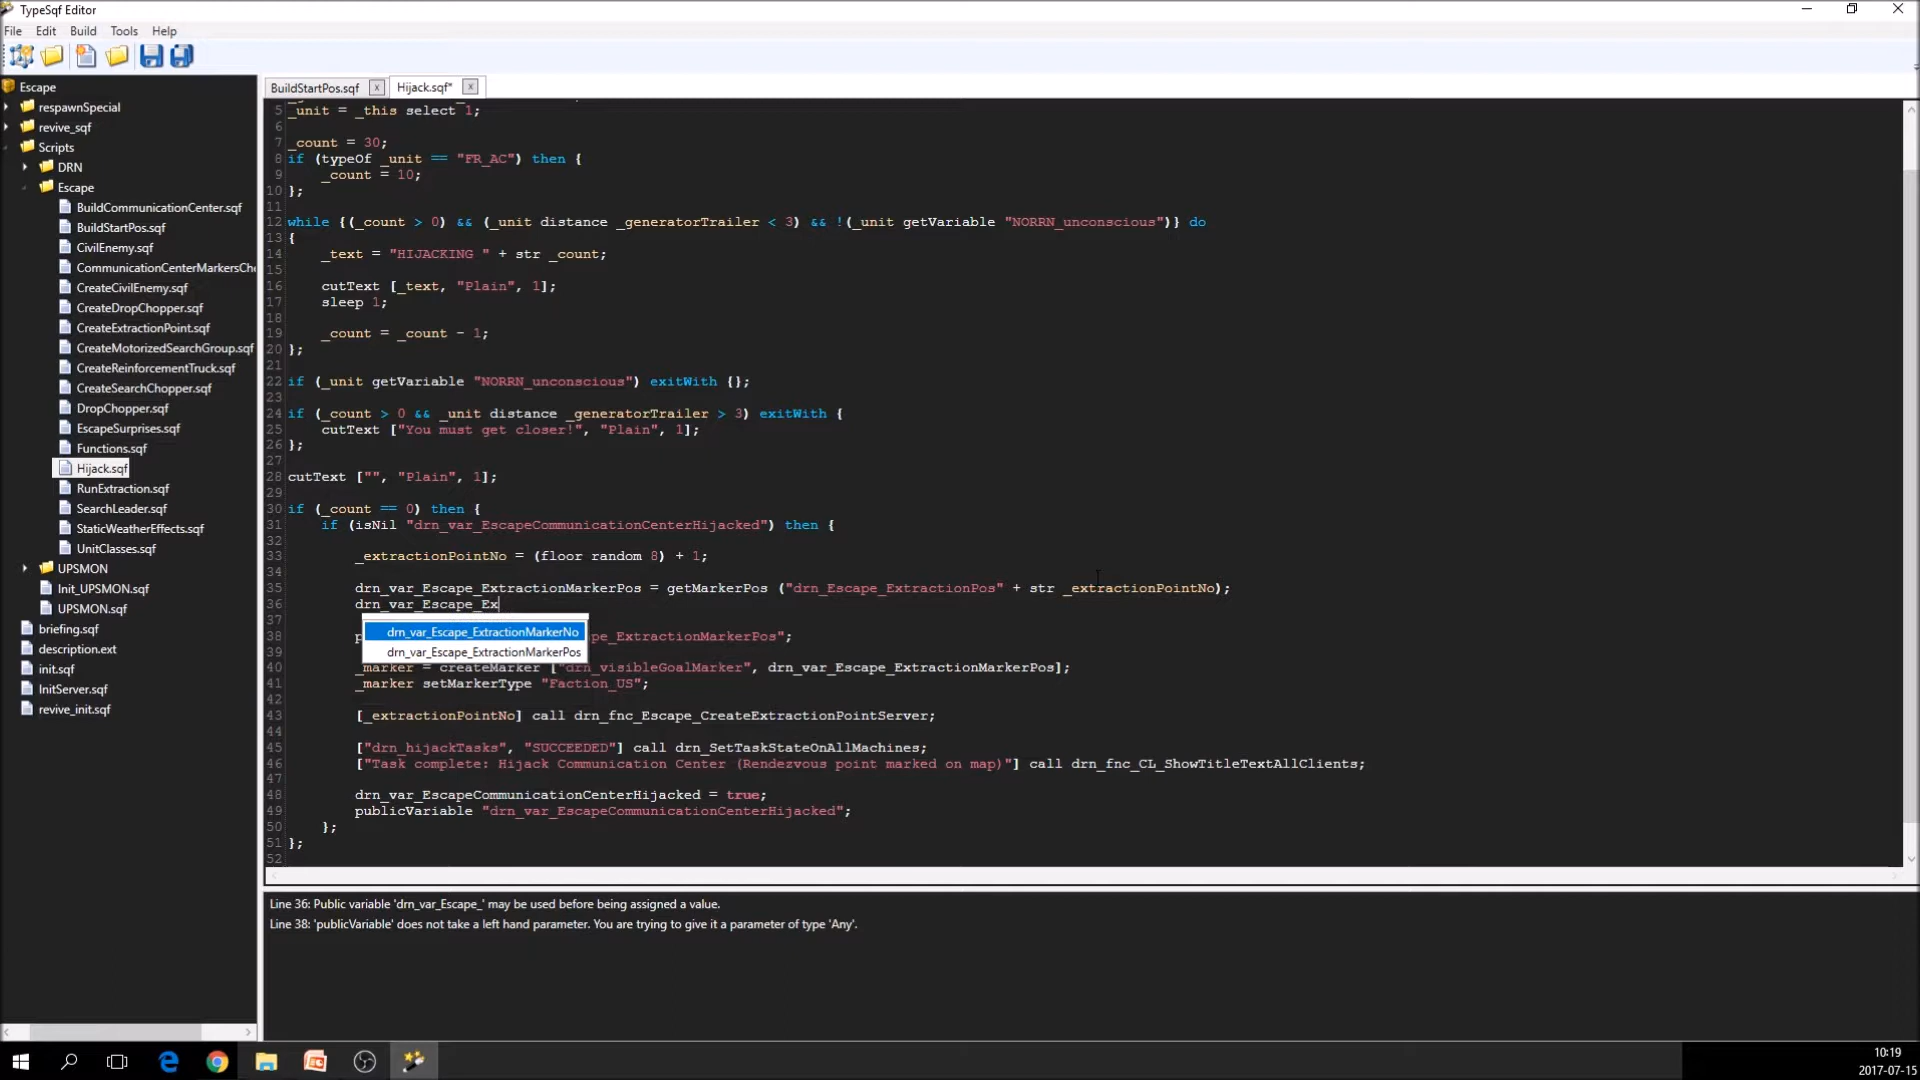 TypeSqf Editor
File Edit Build Tools Help
Escape
respawnSpecial
revive_sqf
Scripts
DRN
Escape
BuildCommunicationCenter.sqf
BuildStartPos.sqf
CivilEnemy.sqf
CommunicationCenterMarkersChe
CreateCivilEnemy.sqf
CreateDropChopper.sqf
CreateExtractionPoint.sqf
CreateMotorizedSearchGroup.sqf
CreateReinforcementTruck.sqf
CreateSearchChopper.sqf
DropChopper.sqf
EscapeSurprises.sqf
Functions.sqf
Hijack.sqf
RunExtraction.sqf
SearchLeader.sqf
StaticWeatherEffects.sqf
UnitClasses.sqf
UPSMON
Init_UPSMON.sqf
UPSMON.sqf
briefing.sqf
description.ext
init.sqf
InitServer.sqf
revive_init.sqf
BuildStartPos.sqf x Hijack.sqf* x
5 _unit = _this select 1;
6
7 _count = 30;
8 if (typeOf _unit == "FR_AC") then {
9 _count = 10;
10 };
11
12 while {(_count > 0) && (_unit distance _generatorTrailer < 3) && !(_unit getVariable "NORRN_unconscious")} do
13 {
14 _text = "HIJACKING " + str _count;
15
16 cutText [_text, "Plain", 1];
17 sleep 1;
18
19 _count = _count - 1;
20 };
21
22 if (_unit getVariable "NORRN_unconscious") exitWith {};
23
24 if (_count > 0 && _unit distance _generatorTrailer > 3) exitWith {
25 cutText ["You must get closer!", "Plain", 1];
26 };
27
28 cutText ["", "Plain", 1];
29
30 if (_count == 0) then {
31 if (isNil "drn_var_EscapeCommunicationCenterHijacked") then {
32
33 _extractionPointNo = (floor random 8) + 1;
34
35 drn_var_Escape_ExtractionMarkerPos = getMarkerPos ("drn_Escape_ExtractionPos" + str _extractionPointNo);
36 drn_var_Escape_Ex
37
drn_var_Escape_ExtractionMarkerNo
38 p pe_ExtractionMarkerPos";
drn_var_Escape_ExtractionMarkerPos
39
40 _marker = createMarker ["drn_visibleGoalMarker", drn_var_Escape_ExtractionMarkerPos];
41 _marker setMarkerType "Faction_US";
42
43 [_extractionPointNo] call drn_fnc_Escape_CreateExtractionPointServer;
44
45 ["drn_hijackTasks", "SUCCEEDED"] call drn_SetTaskStateOnAllMachines;
46 ["Task complete: Hijack Communication Center (Rendezvous point marked on map)"] call drn_fnc_CL_ShowTitleTextAllClients;
47
48 drn_var_EscapeCommunicationCenterHijacked = true;
49 publicVariable "drn_var_EscapeCommunicationCenterHijacked";
50 };
51 };
52
Line 36: Public variable 'drn_var_Escape_' may be used before being assigned a value.
Line 38: 'publicVariable' does not take a left hand parameter. You are trying to give it a parameter of type 'Any'.
10:19
2017-07-15